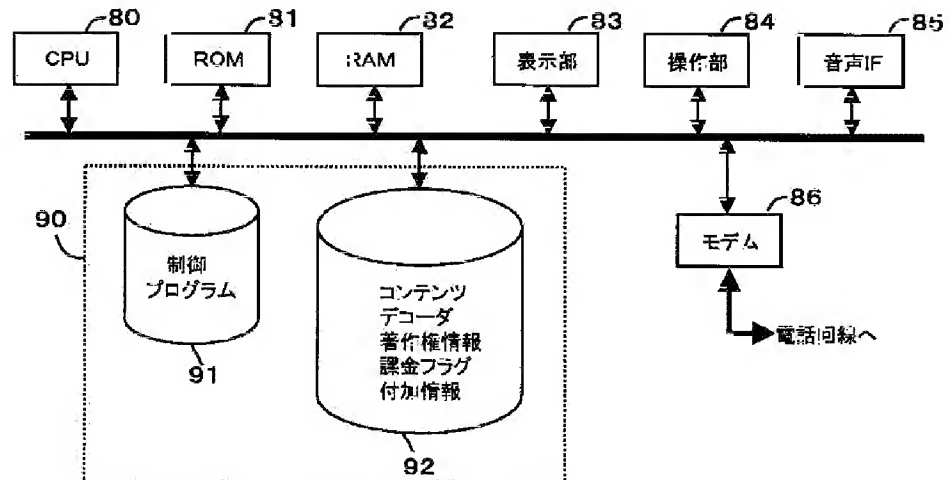 80
81
82
83
84
85
CPU
ROM
RAM
表示部
操作部
音声IF
86
モデム
電話回線へ
90
制御
プログラム
91
コンテンツ
デコーダ
著作権情報
課金フラグ
付加情報
92